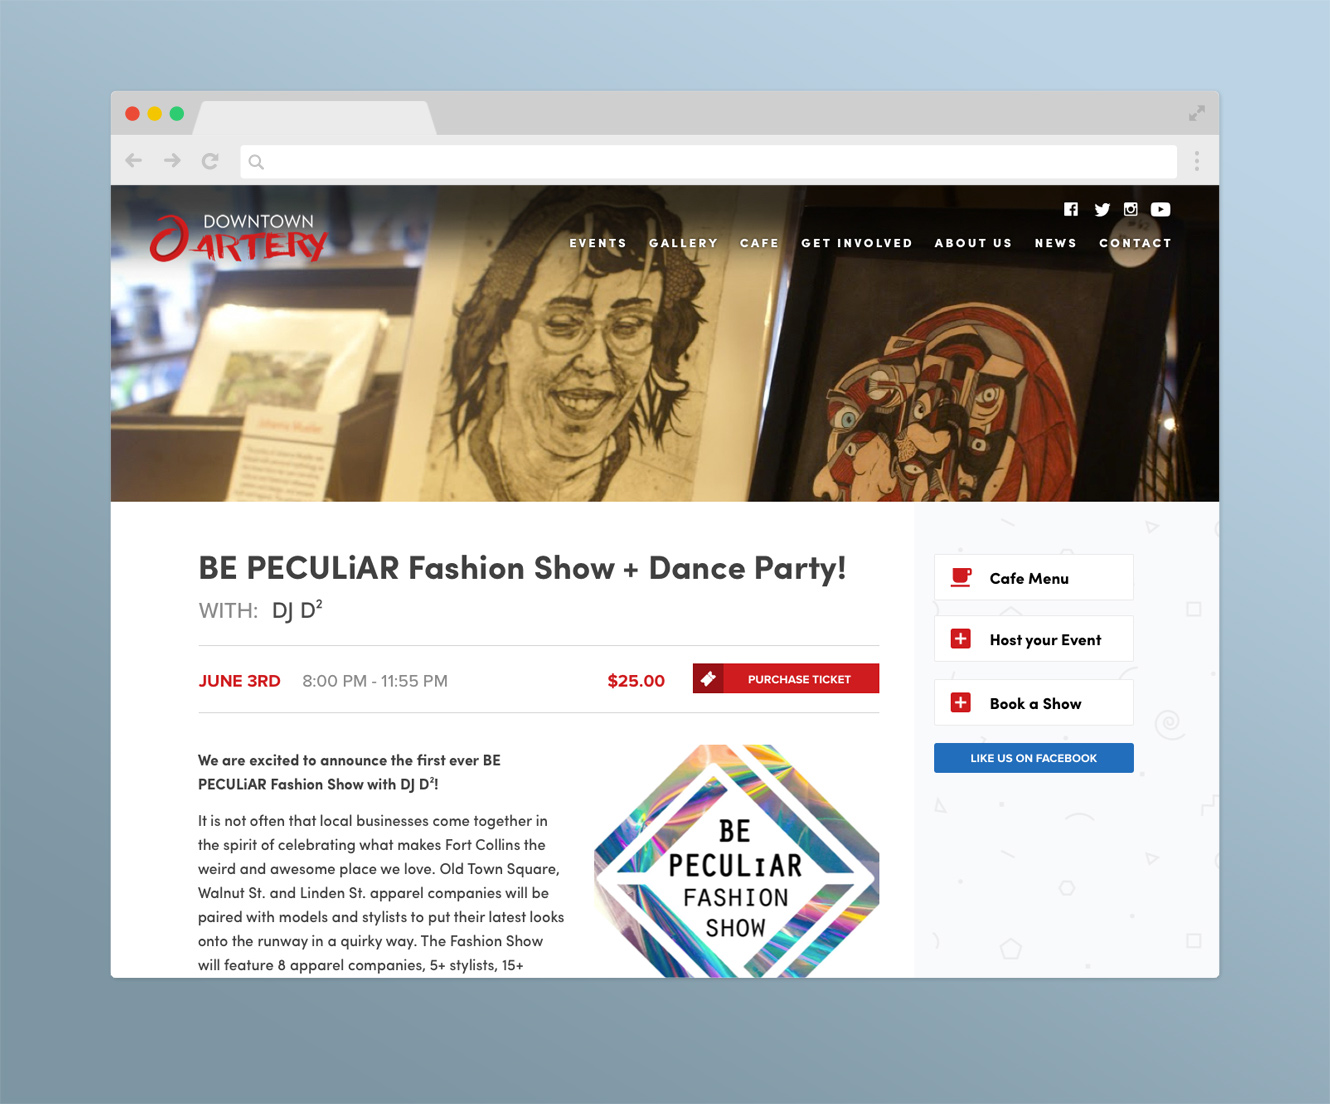 DOWNTOWN
ARTERY
EVENTS GALLERY CAFE GET INVOLVED ABOUT US NEWS CONTACT
BE PECULiAR Fashion Show + Dance Party!
WITH: DJ D²
JUNE 3RD 8:00 PM - 11:55 PM $25.00 PURCHASE TICKET
We are excited to announce the first ever BE
PECULiAR Fashion Show with DJ D²!
It is not often that local businesses come together in
the spirit of celebrating what makes Fort Collins the
weird and awesome place we love. Old Town Square,
Walnut St. and Linden St. apparel companies will be
paired with models and stylists to put their latest looks
onto the runway in a quirky way. The Fashion Show
will feature 8 apparel companies, 5+ stylists, 15+
BE
PECULiAR
FASHION
SHOW
Cafe Menu
Host your Event
Book a Show
LIKE US ON FACEBOOK